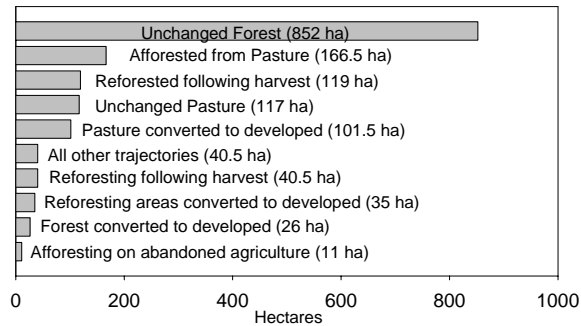 Unchanged Forest (852 ha)
Afforested from Pasture (166.5 ha)
Reforested following harvest (119 ha)
Unchanged Pasture (117 ha)
Pasture converted to developed (101.5 ha)
All other trajectories (40.5 ha)
Reforesting following harvest (40.5 ha)
Reforesting areas converted to developed (35 ha)
Forest converted to developed (26 ha)
Afforesting on abandoned agriculture (11 ha)
0 200 400 600 800 1000
Hectares